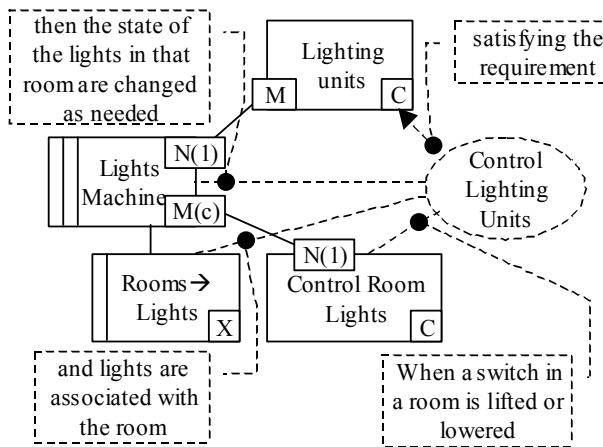 then the state of
the lights in that
room are changed
as needed
Lighting
units
M
C
satisfying the
requirement
Lights
Machine
N(1)
M(c)
Control
Lighting
Units
Rooms→
Lights
X
N(1)
Control Room
Lights
C
and lights are
associated with
the room
When a switch in
a room is lifted or
lowered